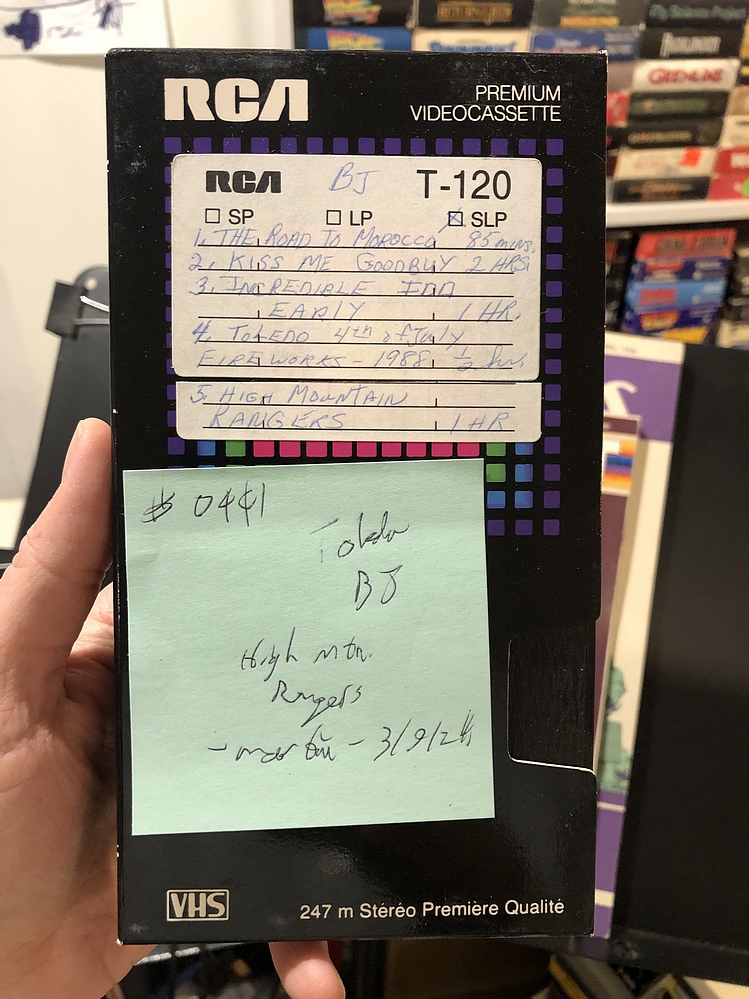 RCA
PREMIUM
VIDEOCASSETTE
RCA BJ T-120
SP LP SLP
1. THE ROAD TO MOROCCO 85 mins.
2. KISS ME GOODBUY 2 HRS.
3. INCREDIBLE IDA
EARLY 1 HR.
4. TOLEDO 4th of July
FIREWORKS - 1988 ½ hr.
5. HIGH MOUNTAIN
RANGERS 1 HR
# 0441
Toledo
BJ
High mtn.
Rangers
3/9/24
VHS
247 m Stéréo Première Qualité
GREMLINS